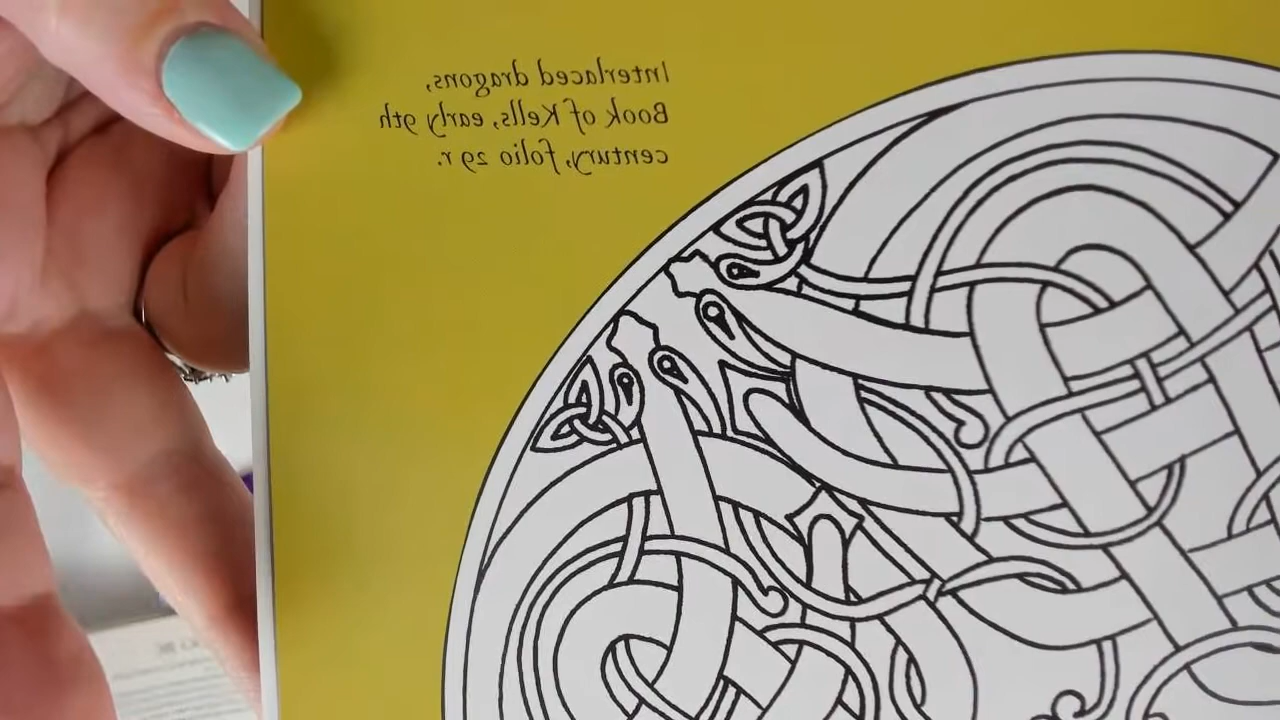 Interlaced dragons,
Book of Kells, early 9th
century, folio 29 r.